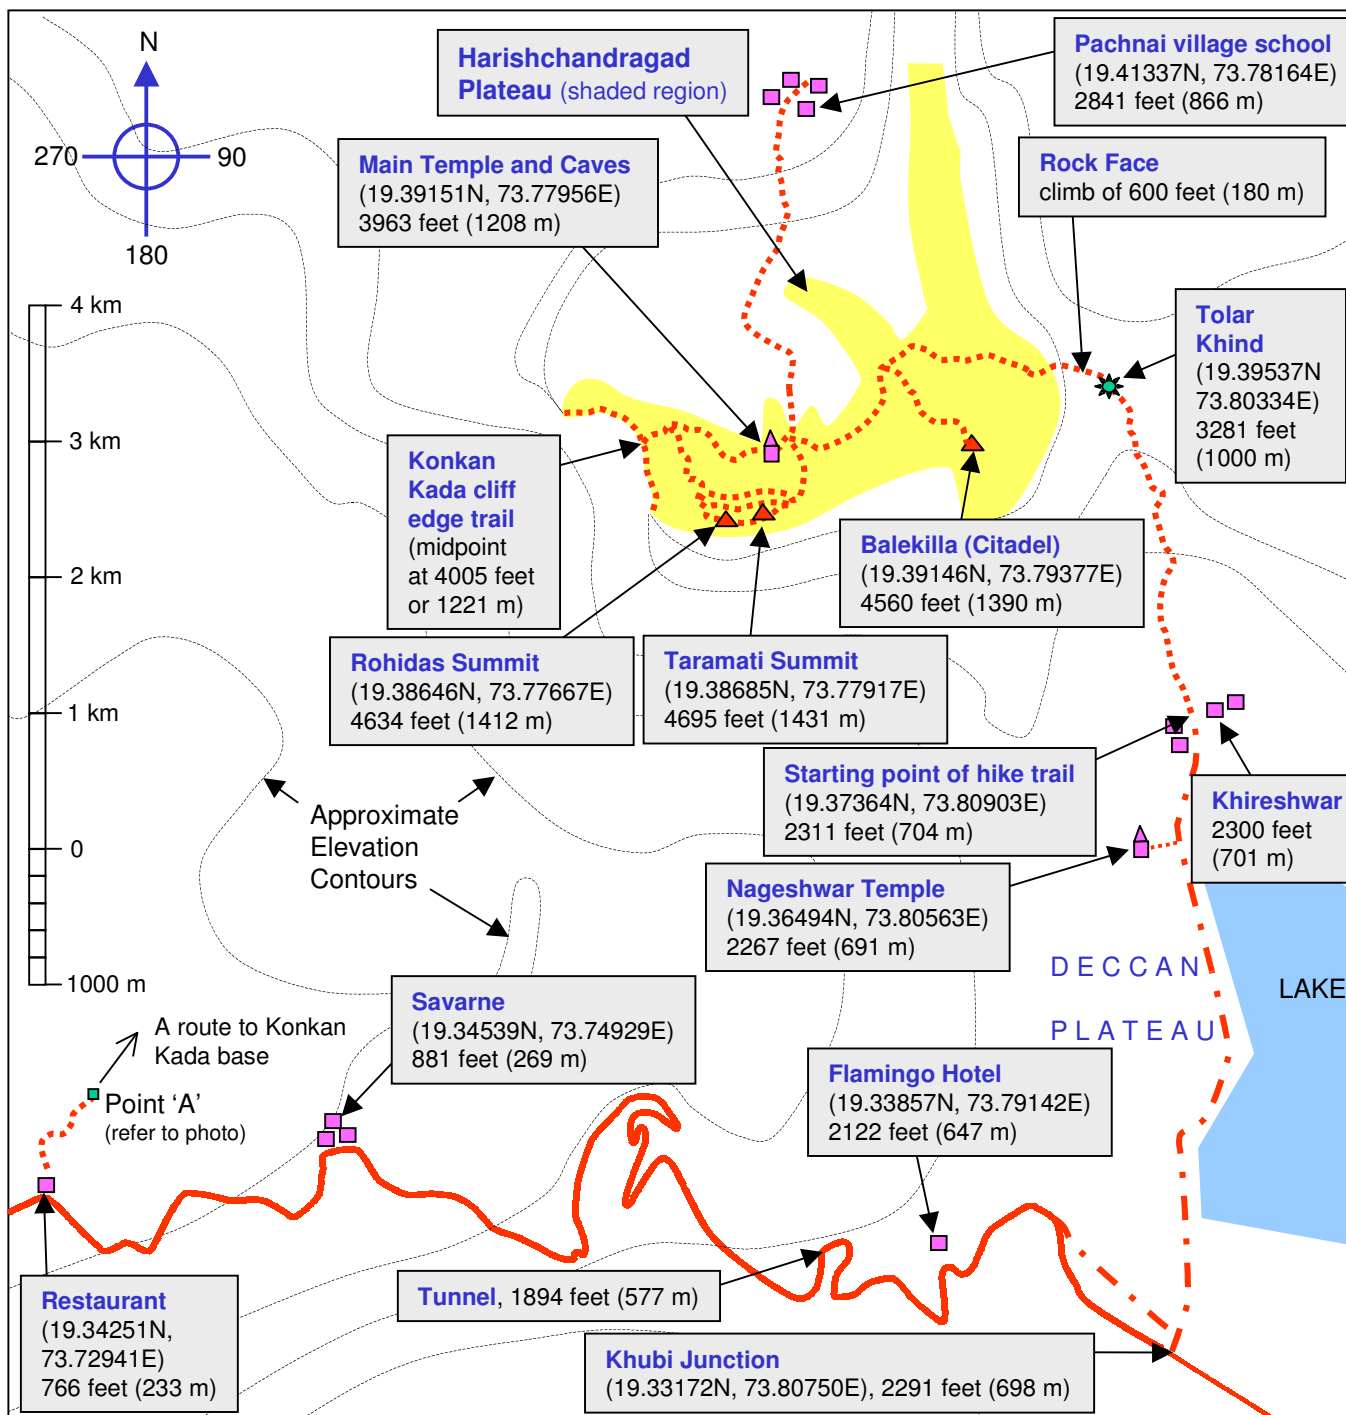 N
270
90
180
Harishchandragad
Plateau (shaded region)
Pachnai village school
(19.41337N, 73.78164E)
2841 feet (866 m)
Main Temple and Caves
(19.39151N, 73.77956E)
3963 feet (1208 m)
Rock Face
climb of 600 feet (180 m)
Tolar
Khind
(19.39537N
73.80334E)
3281 feet
(1000 m)
4 km
3 km
2 km
1 km
0
1000 m
Konkan
Kada cliff
edge trail
(midpoint
at 4005 feet
or 1221 m)
Balekilla (Citadel)
(19.39146N, 73.79377E)
4560 feet (1390 m)
Rohidas Summit
(19.38646N, 73.77667E)
4634 feet (1412 m)
Taramati Summit
(19.38685N, 73.77917E)
4695 feet (1431 m)
Starting point of hike trail
(19.37364N, 73.80903E)
2311 feet (704 m)
Khireshwar
2300 feet
(701 m)
Approximate
Elevation
Contours
Nageshwar Temple
(19.36494N, 73.80563E)
2267 feet (691 m)
DECCAN
PLATEAU
LAKE
Savarne
(19.34539N, 73.74929E)
881 feet (269 m)
A route to Konkan
Kada base
Point ‘A’
(refer to photo)
Flamingo Hotel
(19.33857N, 73.79142E)
2122 feet (647 m)
Restaurant
(19.34251N,
73.72941E)
766 feet (233 m)
Tunnel, 1894 feet (577 m)
Khubi Junction
(19.33172N, 73.80750E), 2291 feet (698 m)